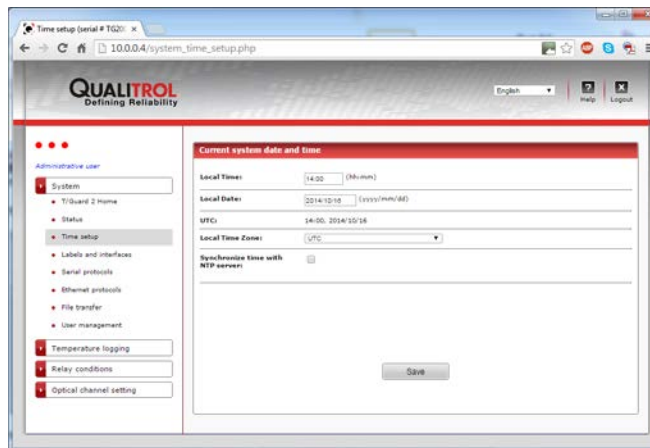 Time setup (serial # TG20
10.0.0.4/system_time_setup.php
QUALITROL
Defining Reliability
English
Help
Logout
Administrative user
System
T/Guard 2 Home
Status
Time setup
Labels and interfaces
Serial protocols
Ethernet protocols
File transfer
User management
Temperature logging
Relay conditions
Optical channel setting
Current system date and time
Local Time: 14:00 (hh:mm)
Local Date: 2014/10/16 (yyyy/mm/dd)
UTC: 14:00, 2014/10/16
Local Time Zone: UTC
Synchronize time with
NTP server:
Save